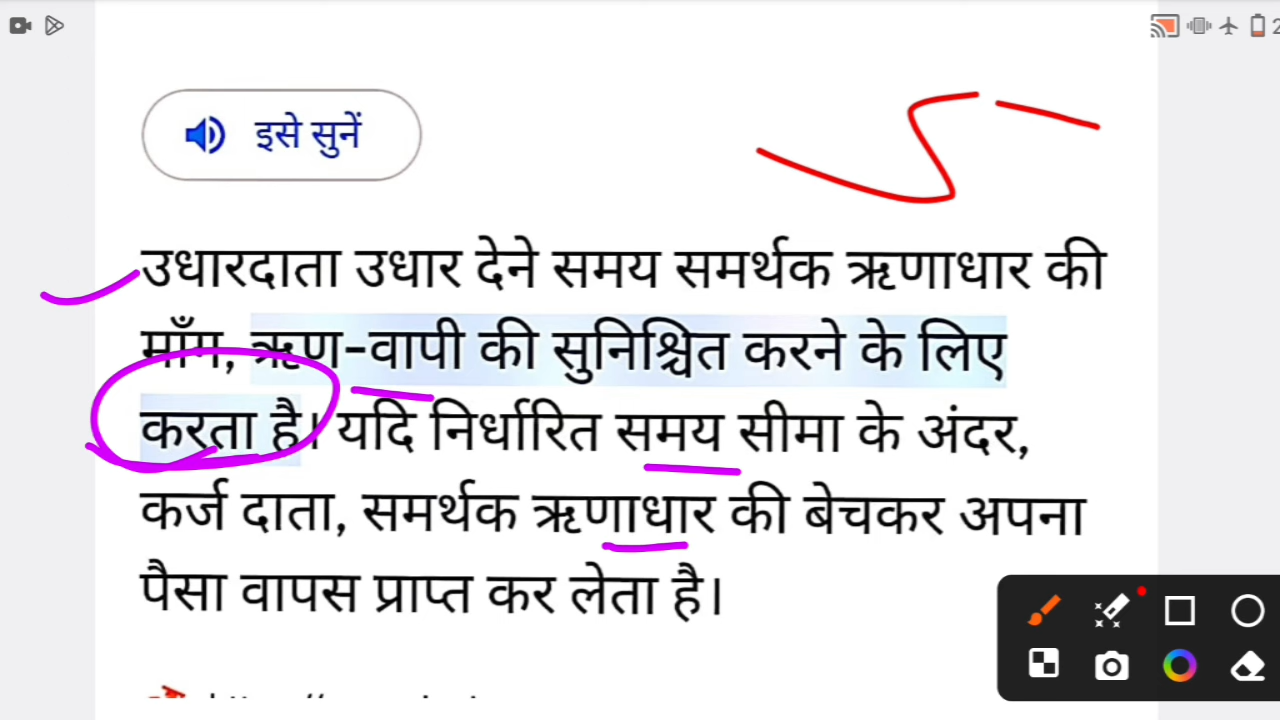 इसे सुनें
उधारदाता उधार देने समय समर्थक ऋणाधार की
माँग, ऋण-वापी की सुनिश्चित करने के लिए
करता है। यदि निर्धारित समय सीमा के अंदर,
कर्ज दाता, समर्थक ऋणाधार की बेचकर अपना
पैसा वापस प्राप्त कर लेता है।